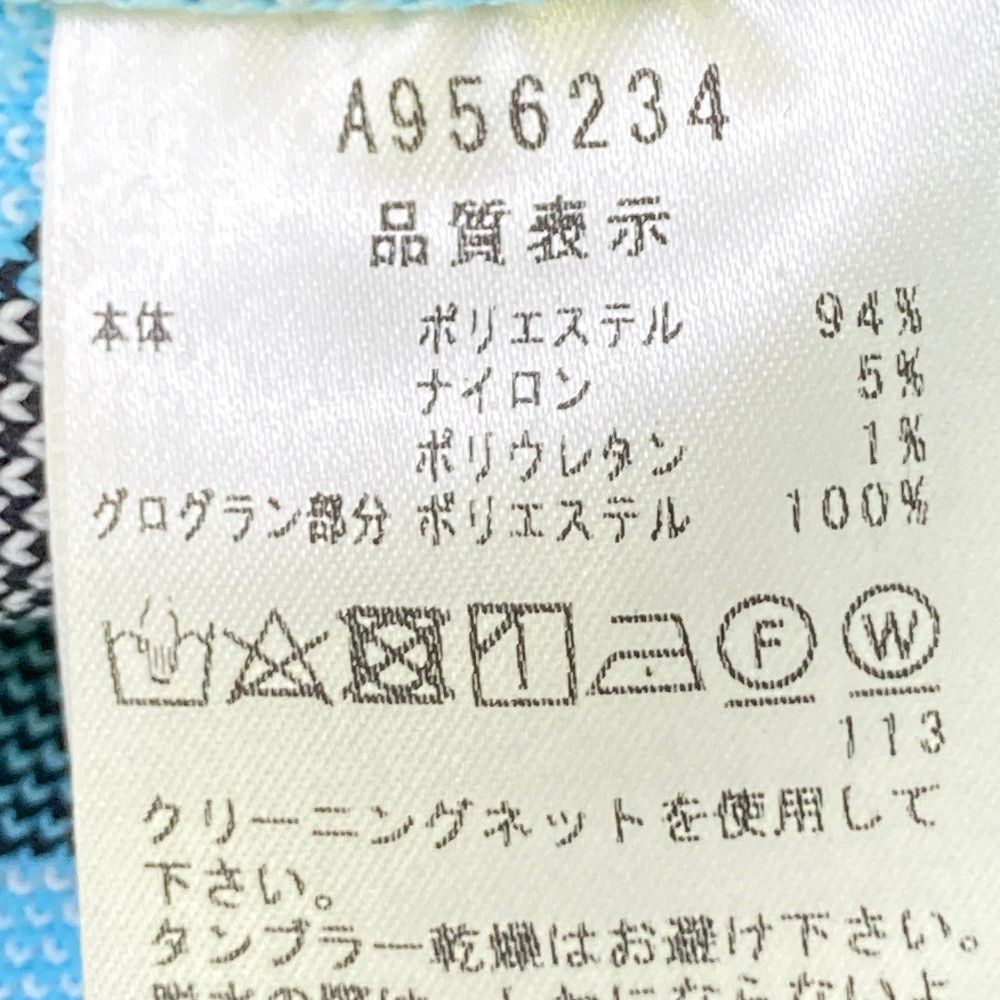 A956234
品質表示
本体 ポリエステル 94%
ナイロン 5%
ポリウレタン 1%
グログラン部分 ポリエステル 100%
F W
113
クリーニングネットを使用して
下さい。
タンブラー乾燥はお避け下さい。